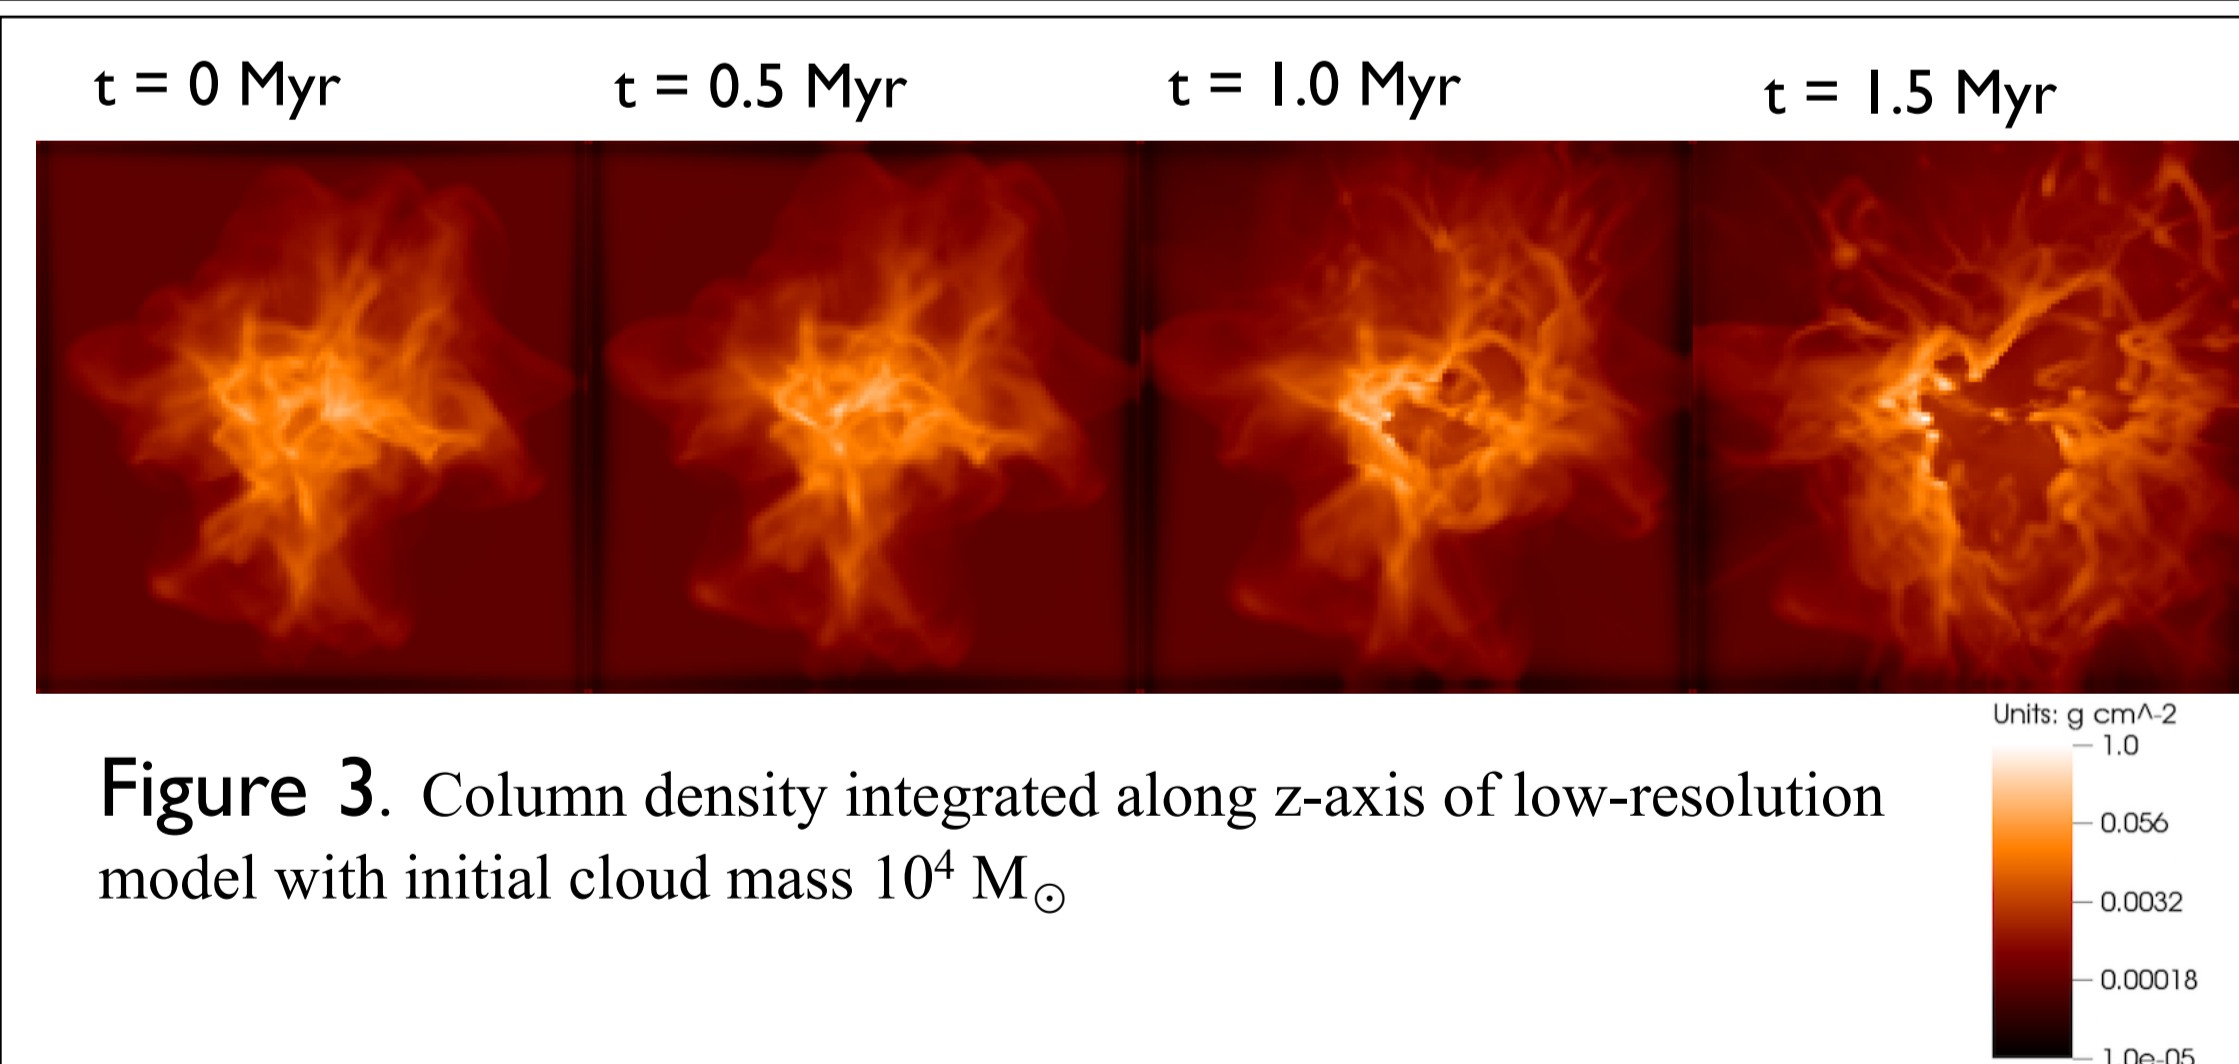 t = 0 Myr
t = 0.5 Myr
t = 1.0 Myr
t = 1.5 Myr
Units: g cm^-2
1.0
0.056
0.0032
0.00018
1.0e-05
Figure 3. Column density integrated along z-axis of low-resolution
model with initial cloud mass 10⁴ M☉